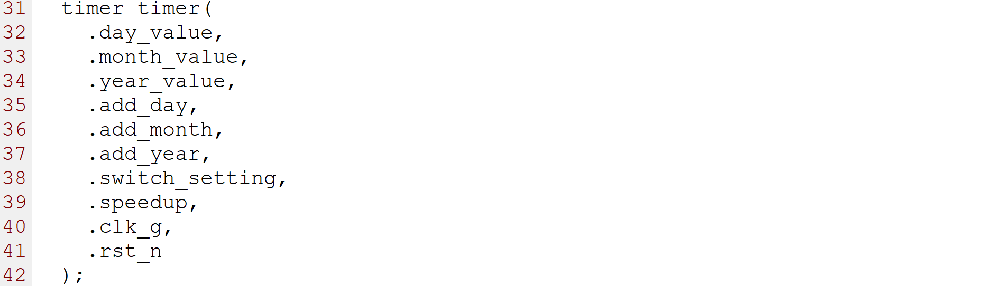 31 timer timer(
32 .day_value,
33 .month_value,
34 .year_value,
35 .add_day,
36 .add_month,
37 .add_year,
38 .switch_setting,
39 .speedup,
40 .clk_g,
41 .rst_n
42 );